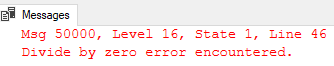 Messages
Msg 50000, Level 16, State 1, Line 46
Divide by zero error encountered.